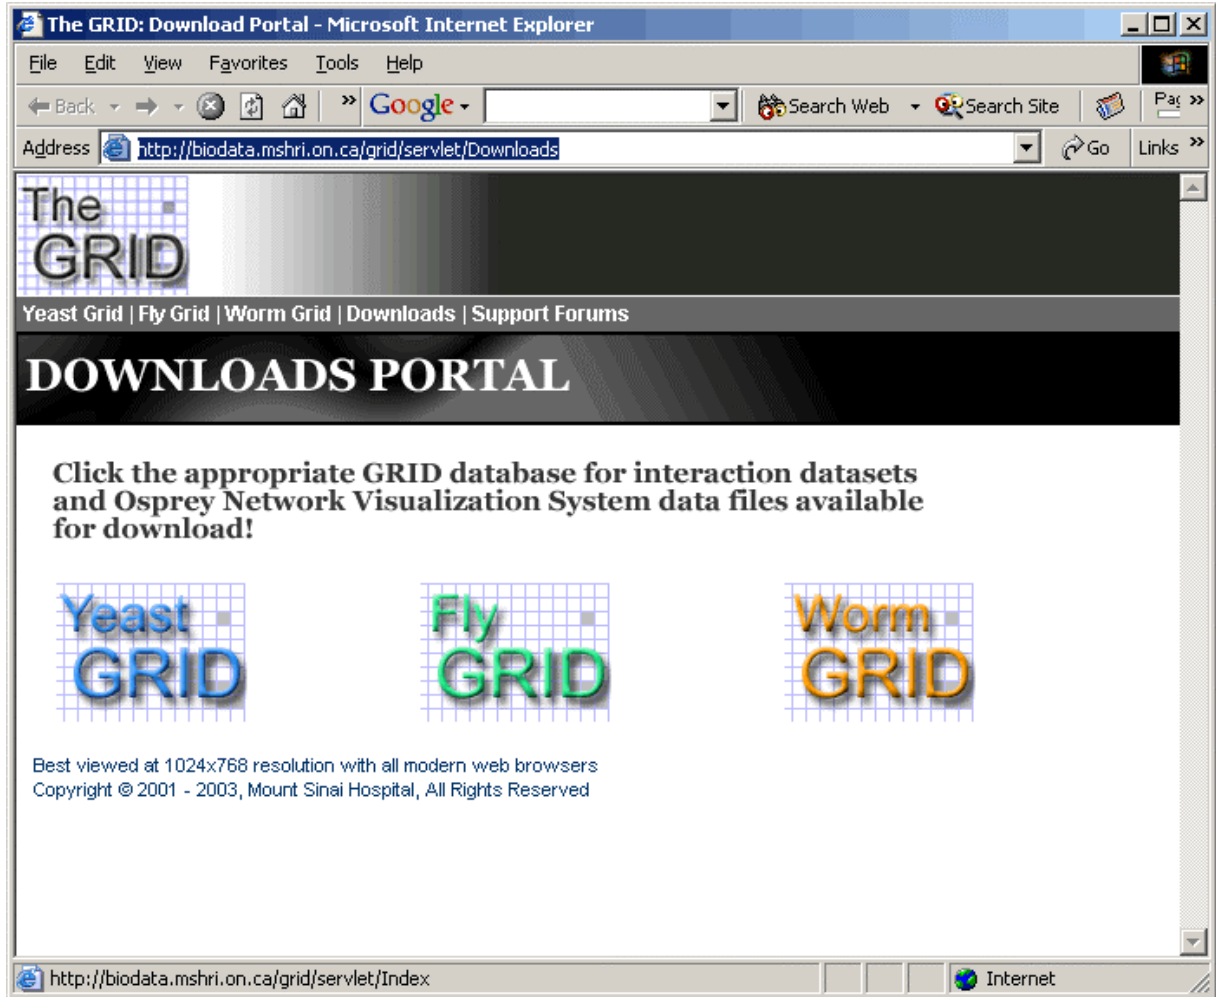 The GRID: Download Portal - Microsoft Internet Explorer
File Edit View Favorites Tools Help
Back » Google Search Web Search Site »
Address http://biodata.mshri.on.ca/grid/servlet/Downloads Go Links »
The
GRID
Yeast Grid | Fly Grid | Worm Grid | Downloads | Support Forums
DOWNLOADS PORTAL
Click the appropriate GRID database for interaction datasets
and Osprey Network Visualization System data files available
for download!
Yeast GRID
Fly GRID
Worm GRID
Best viewed at 1024x768 resolution with all modern web browsers
Copyright © 2001 - 2003, Mount Sinai Hospital, All Rights Reserved
http://biodata.mshri.on.ca/grid/servlet/Index Internet